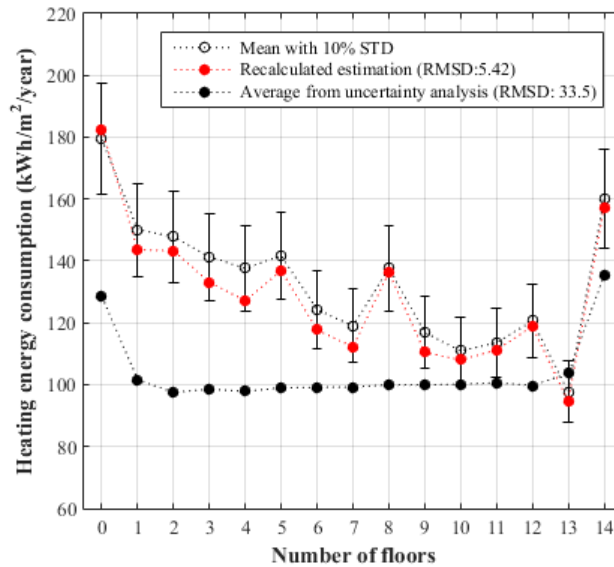 220
200
180
160
140
120
100
80
60
Heating energy consumption (kWh/m²/year)
Mean with 10% STD
Recalculated estimation (RMSD:5.42)
Average from uncertainty analysis (RMSD: 33.5)
0 1 2 3 4 5 6 7 8 9 10 11 12 13 14
Number of floors